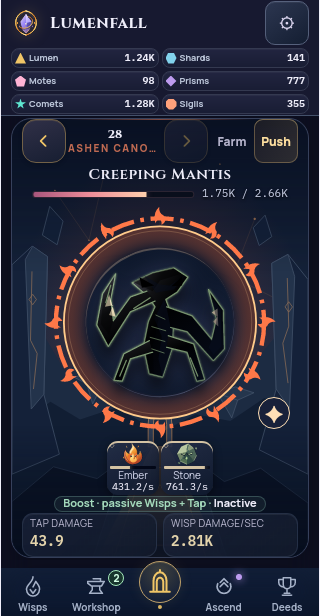 LUMENFALL
Lumen 1.24K
Shards 141
Motes 98
Prisms 777
Comets 1.28K
Sigils 355
28
ASHEN CANO…
Farm
Push
CREEPING MANTIS
1.75K / 2.66K
Ember
431.2/s
Stone
761.3/s
Boost · passive Wisps + Tap · Inactive
TAP DAMAGE
43.9
WISP DAMAGE/SEC
2.81K
2
Wisps
Workshop
Ascend
Deeds